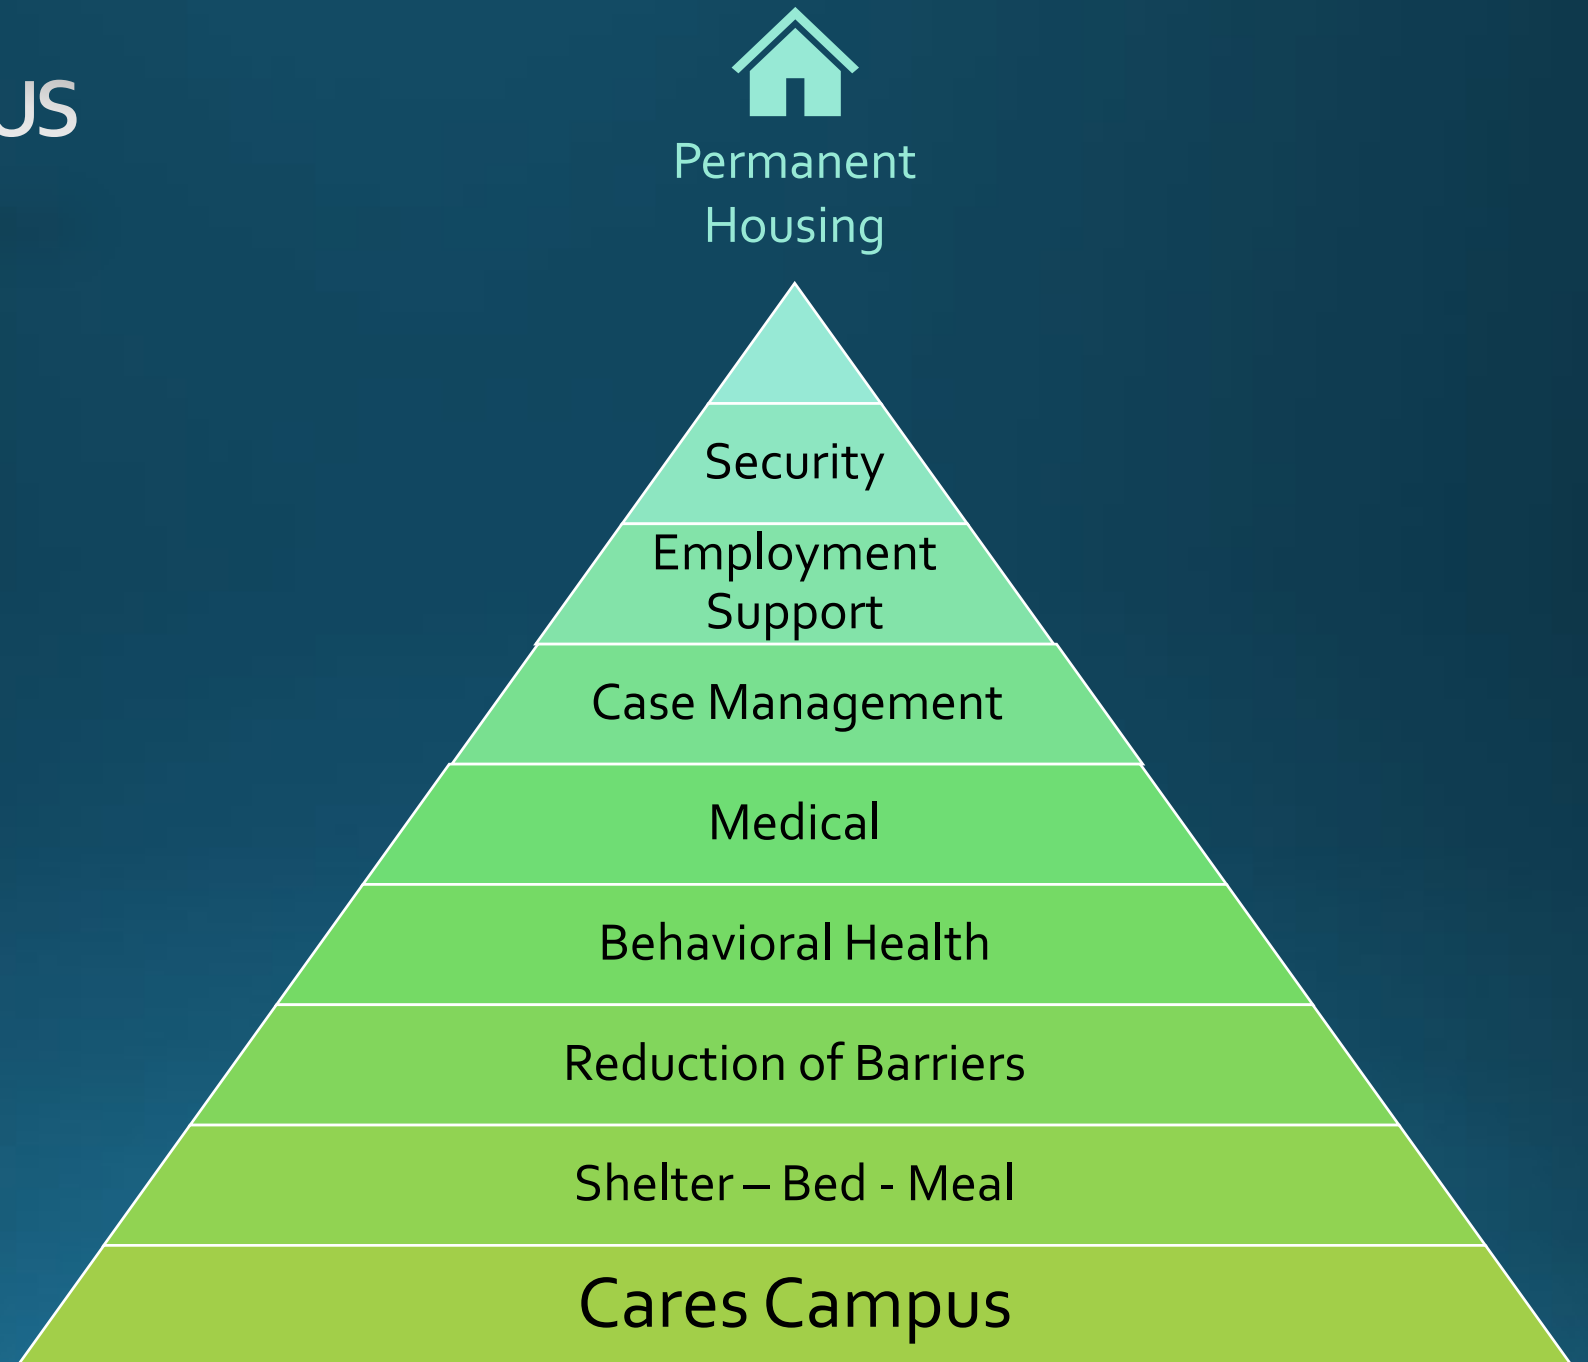 US
Permanent
Housing
Security
Employment
Support
Case Management
Medical
Behavioral Health
Reduction of Barriers
Shelter – Bed - Meal
Cares Campus